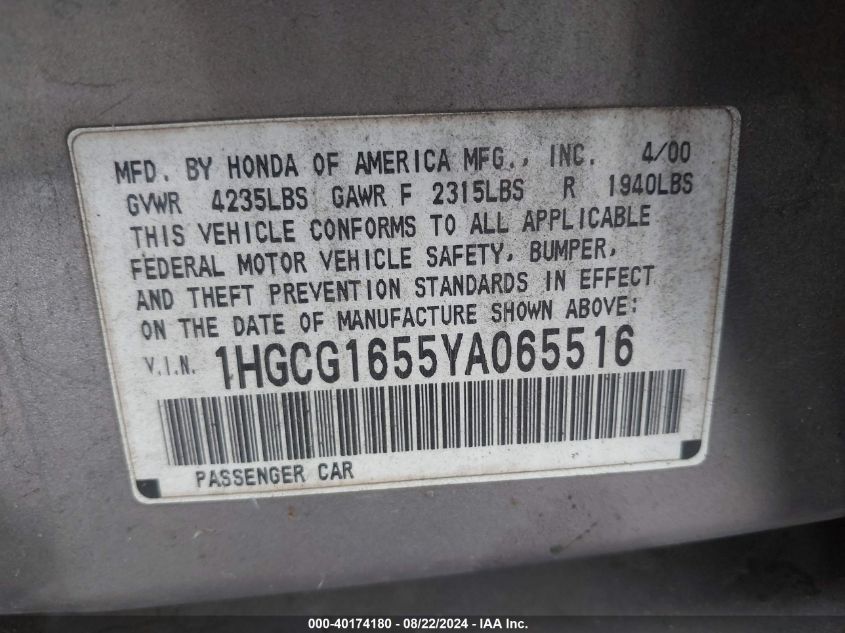 MFD. BY HONDA OF AMERICA MFG., INC. 4/00
GVWR 4235LBS GAWR F 2315LBS R 1940LBS
THIS VEHICLE CONFORMS TO ALL APPLICABLE
FEDERAL MOTOR VEHICLE SAFETY, BUMPER,
AND THEFT PREVENTION STANDARDS IN EFFECT
ON THE DATE OF MANUFACTURE SHOWN ABOVE:
V.I.N. 1HGCG1655YA065516
PASSENGER CAR
000-40174180 - 08/22/2024 - IAA Inc.